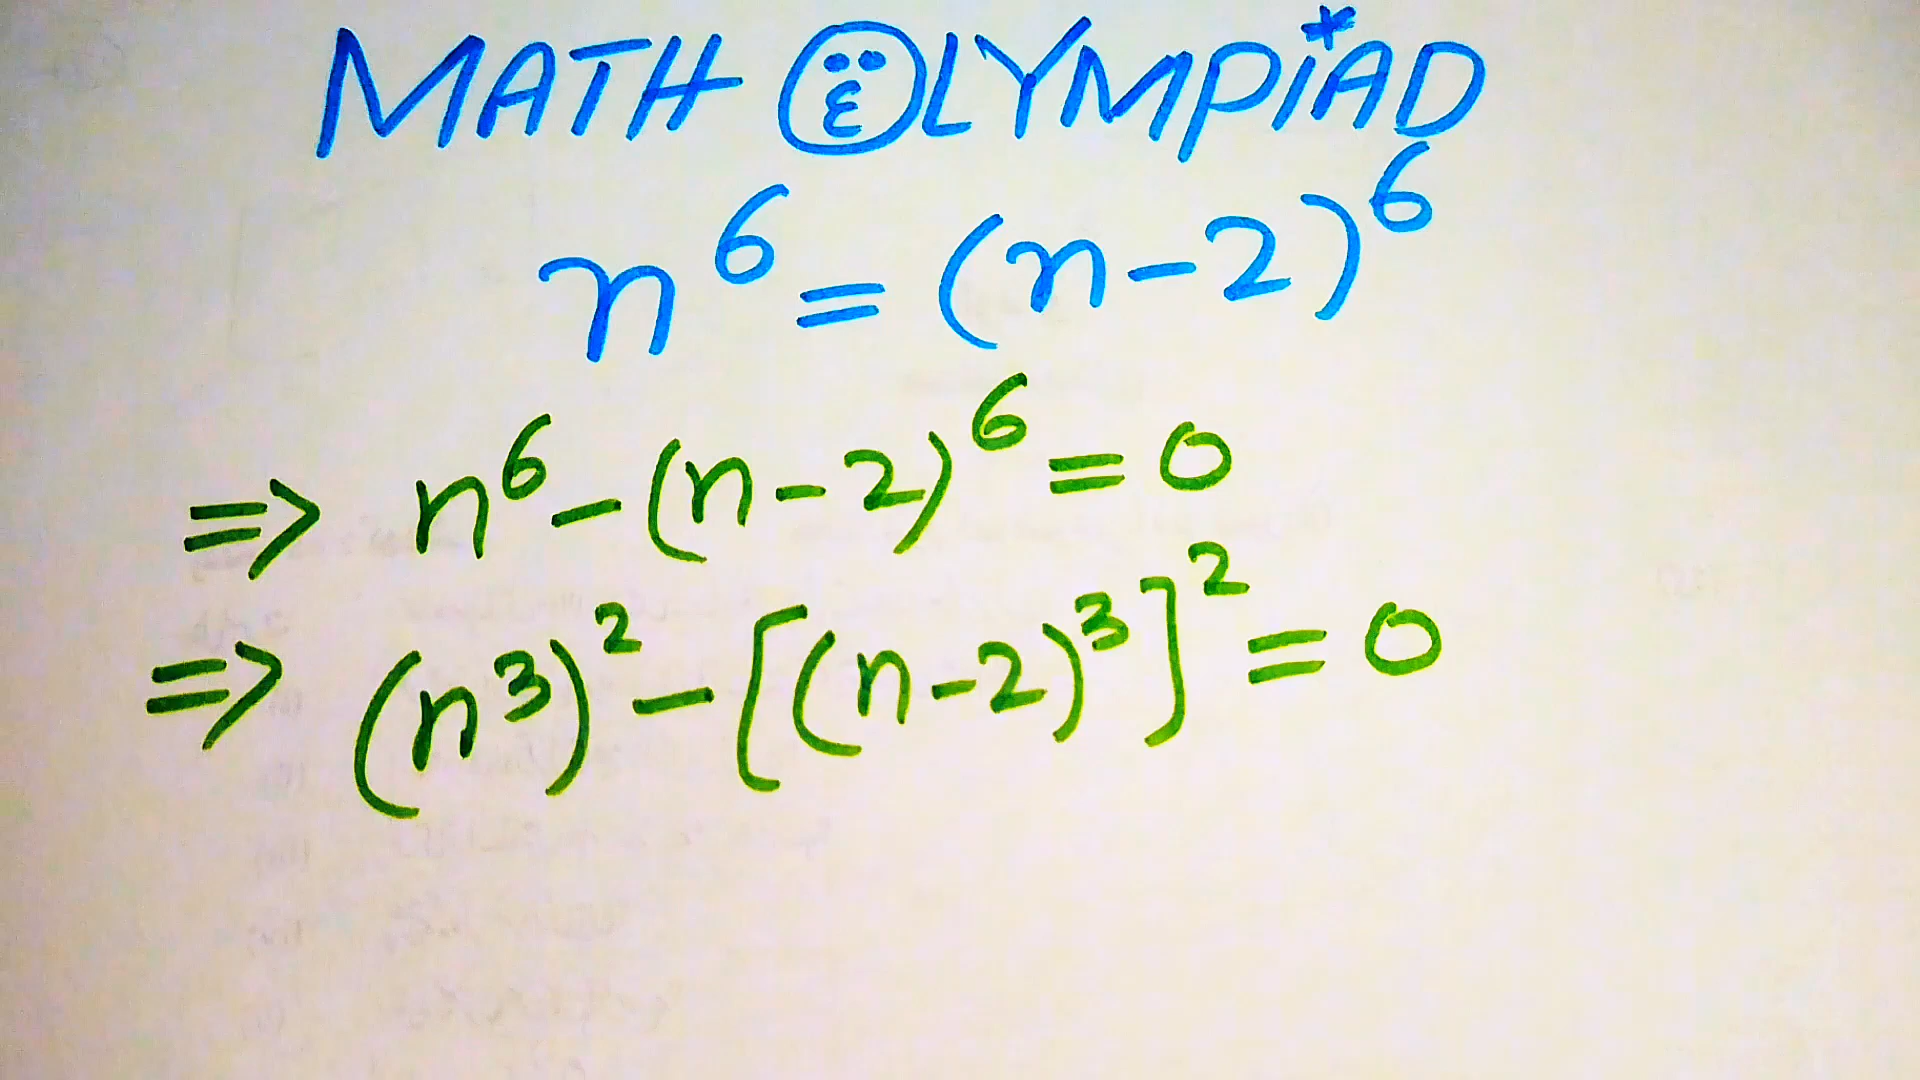 MATH OLYMPIAD
n⁶ = (n-2)⁶
⇒ n⁶ - (n-2)⁶ = 0
⇒ (n³)² - [(n-2)³]² = 0